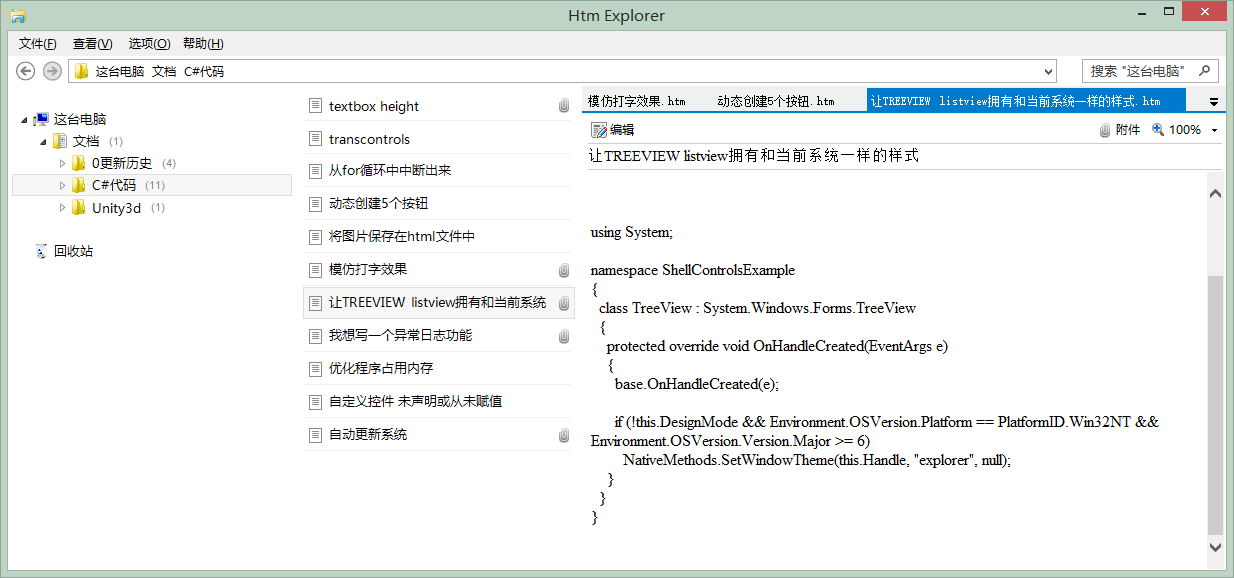 Htm Explorer
文件(F) 查看(V) 选项(O) 帮助(H)
这台电脑 文档 C#代码
搜索 "这台电脑"
这台电脑
文档 (1)
0更新历史 (4)
C#代码 (11)
Unity3d (1)
回收站
textbox height
transcontrols
从for循环中中断出来
动态创建5个按钮
将图片保存在html文件中
模仿打字效果
让TREEVIEW listview拥有和当前系统
我想写一个异常日志功能
优化程序占用内存
自定义控件 未声明或从未赋值
自动更新系统
模仿打字效果.htm 动态创建5个按钮.htm 让TREEVIEW listview拥有和当前系统一样的样式.htm
编辑 附件 100%
让TREEVIEW listview拥有和当前系统一样的样式
using System;
namespace ShellControlsExample
{
class TreeView : System.Windows.Forms.TreeView
{
protected override void OnHandleCreated(EventArgs e)
{
base.OnHandleCreated(e);
if (!this.DesignMode && Environment.OSVersion.Platform == PlatformID.Win32NT &&
Environment.OSVersion.Version.Major >= 6)
NativeMethods.SetWindowTheme(this.Handle, "explorer", null);
}
}
}